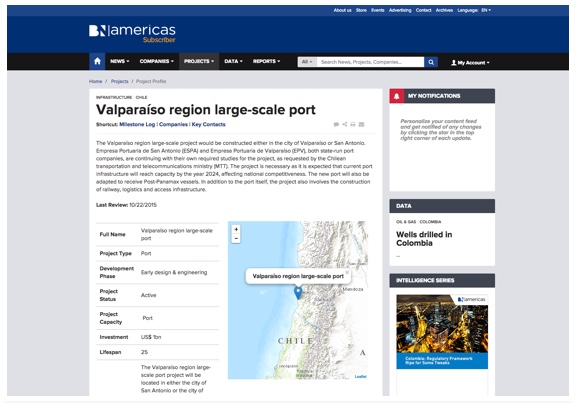 About us Store Events Advertising Contact Archives Language: EN
BN|americas
Subscriber
NEWS COMPANIES PROJECTS DATA REPORTS All Search News, Projects, Companies... My Account
Home / Projects / Project Profile
INFRASTRUCTURE CHILE
Valparaíso region large-scale port
Shortcut: Milestone Log | Companies | Key Contacts
The Valparaíso region large-scale project would be constructed either in the city of Valparaíso or San Antonio.
Empresa Portuaria de San Antonio (ESPA) and Empresa Portuaria de Valparaíso (EPV), both state-run port
companies, are continuing with their own required studies for the project, as requested by the Chilean
transportation and telecommunications ministry (MTT). The project is necessary as it is expected that current port
infrastructure will reach capacity by the year 2024, affecting national competitiveness. The new port will also be
adapted to receive Post-Panamax vessels. In addition to the port itself, the project also involves the construction
of railway, logistics and access infrastructure.
Last Review: 10/22/2015
Full Name Valparaíso region large-scale
port
Project Type Port
Development
Phase Early design & engineering
Project
Status Active
Project
Capacity Port
Investment US$ 1bn
Lifespan 25
The Valparaíso region large-
scale port project will be
located in either the city of
San Antonio or the city of
+
-
Valparaíso region large-scale port
Mendoza
CHILE
A
Leaflet
MY NOTIFICATIONS
Personalize your content feed
and get notified of any changes
by clicking the star in the top
right corner of each update.
DATA
OIL & GAS COLOMBIA
Wells drilled in
Colombia
...
INTELLIGENCE SERIES
BNamericas
Colombia: Regulatory Framework
Ripe for Some Tweaks